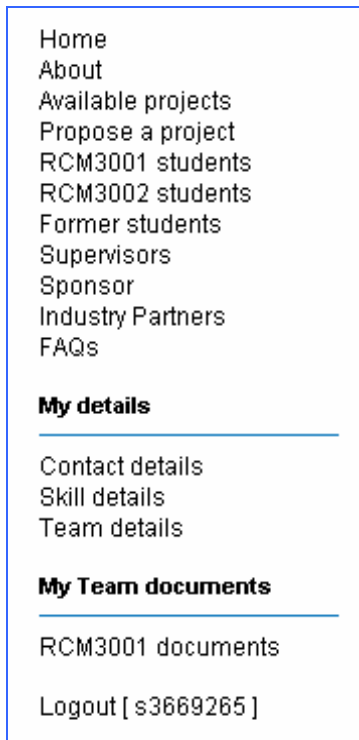 Home
About
Available projects
Propose a project
RCM3001 students
RCM3002 students
Former students
Supervisors
Sponsor
Industry Partners
FAQs
My details
Contact details
Skill details
Team details
My Team documents
RCM3001 documents
Logout [ s3669265 ]